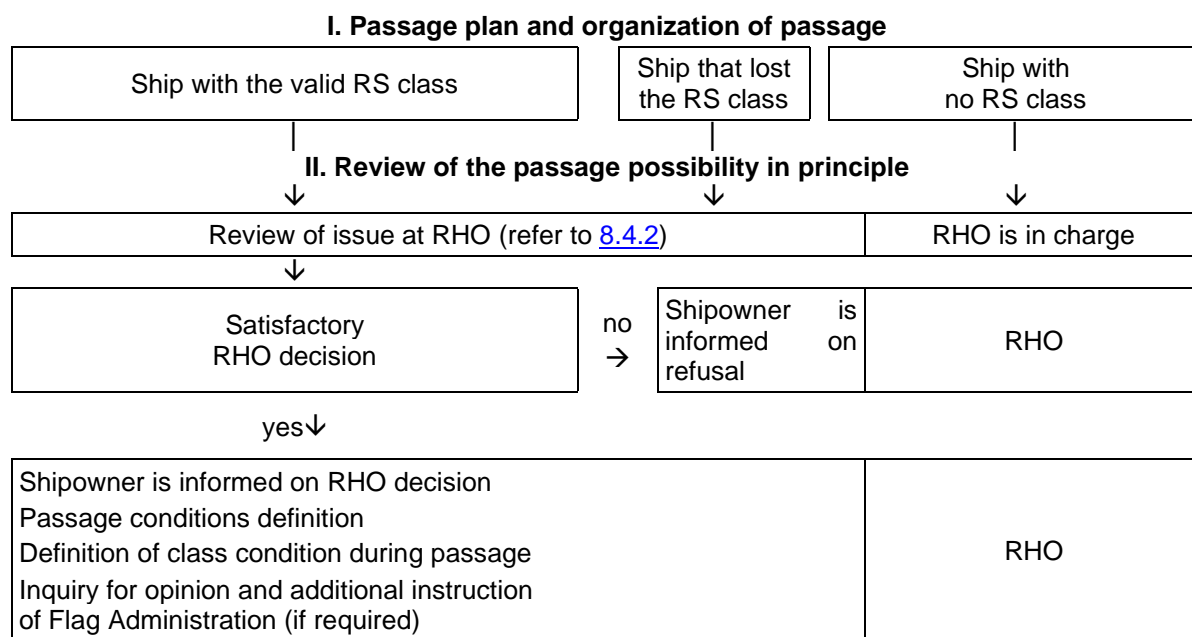 I. Passage plan and organization of passage
Ship with the valid RS class
Ship that lost
the RS class
Ship with
no RS class
II. Review of the passage possibility in principle
Review of issue at RHO (refer to 8.4.2)
RHO is in charge
Satisfactory
RHO decision
no
Shipowner is
informed on
refusal
RHO
yes
Shipowner is informed on RHO decision
Passage conditions definition
Definition of class condition during passage
Inquiry for opinion and additional instruction
of Flag Administration (if required)
RHO